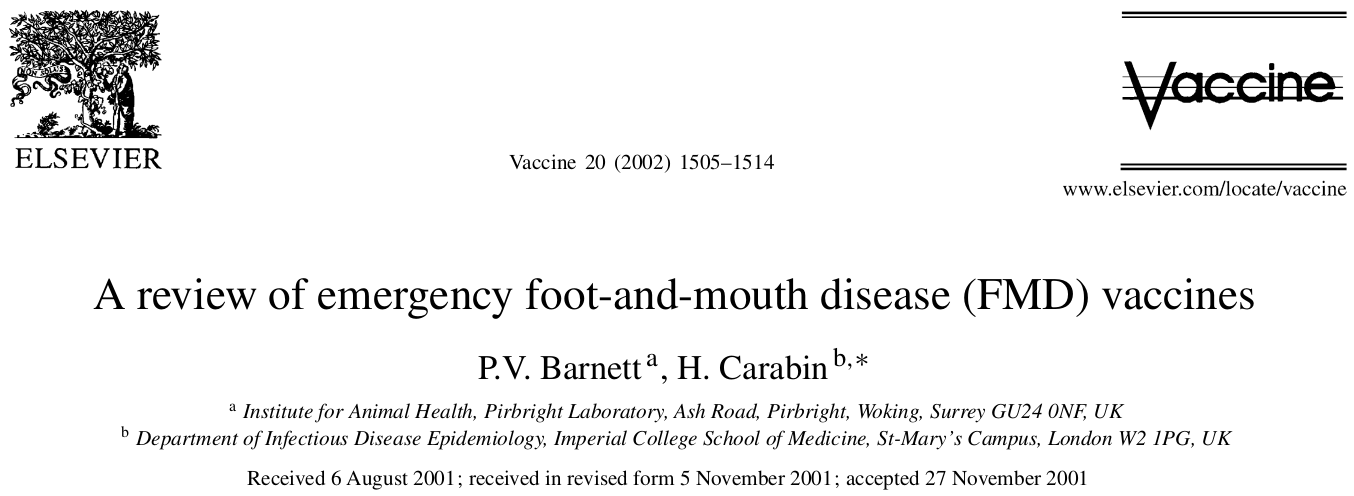 ELSEVIER
Vaccine 20 (2002) 1505–1514
Vaccine
www.elsevier.com/locate/vaccine
A review of emergency foot-and-mouth disease (FMD) vaccines
P.V. Barnett a, H. Carabin b,*
a Institute for Animal Health, Pirbright Laboratory, Ash Road, Pirbright, Woking, Surrey GU24 0NF, UK
b Department of Infectious Disease Epidemiology, Imperial College School of Medicine, St-Mary's Campus, London W2 1PG, UK
Received 6 August 2001; received in revised form 5 November 2001; accepted 27 November 2001